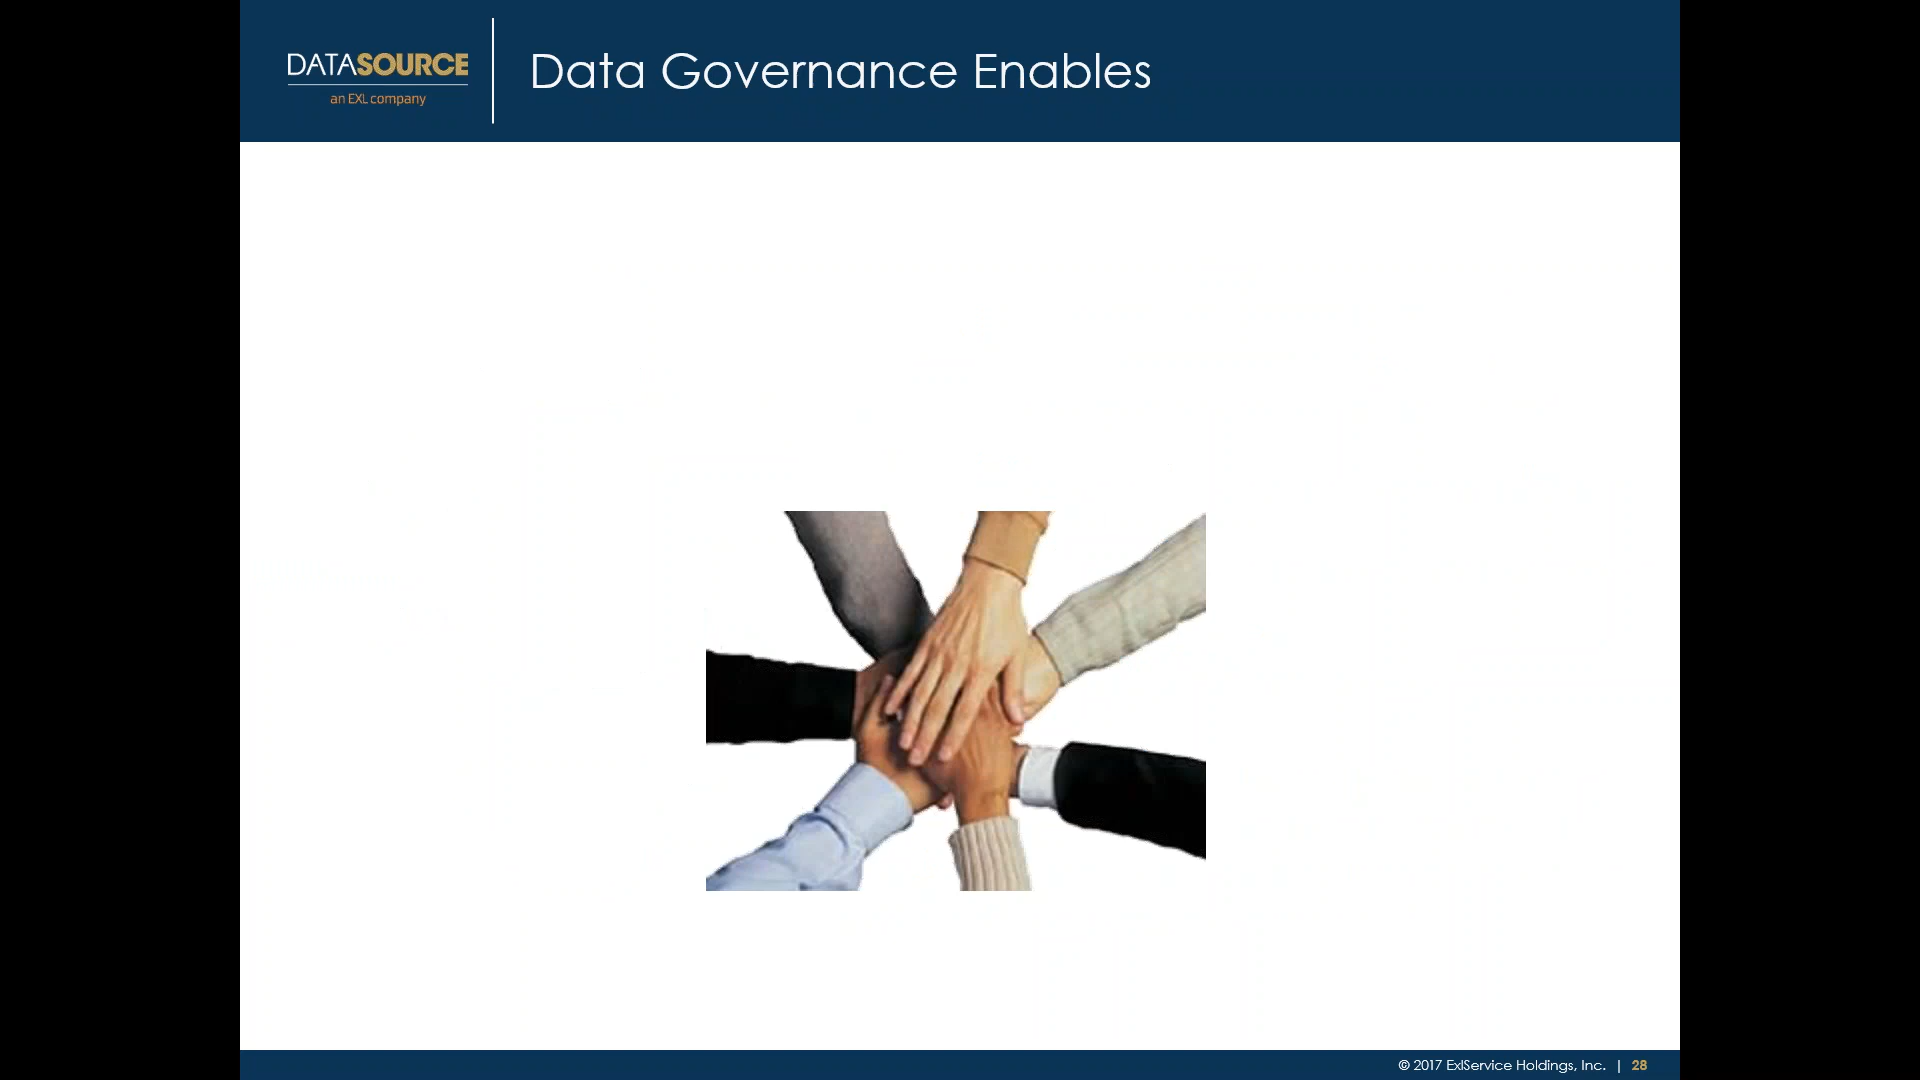 DATASOURCE
an EXL company
Data Governance Enables
© 2017 ExlService Holdings, Inc. | 28